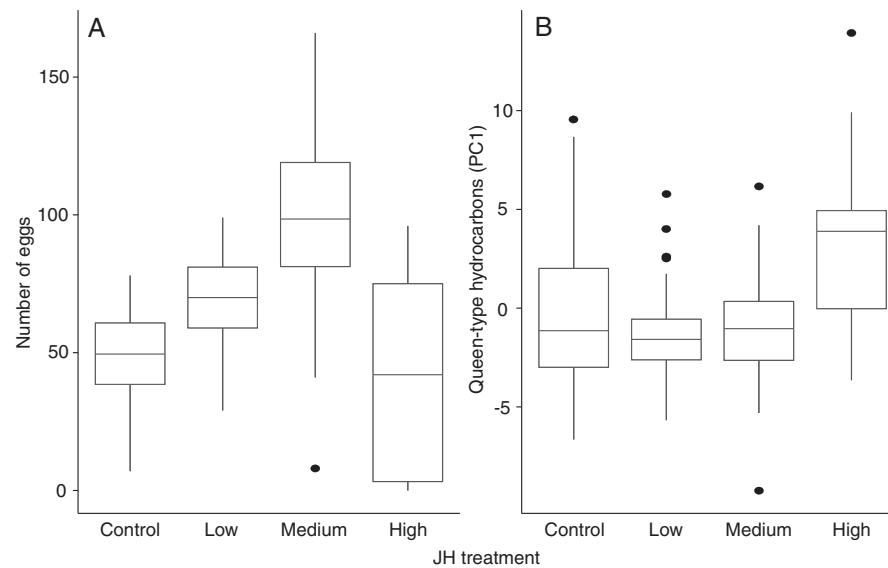 A
Number of eggs
150
100
50
0
Control Low Medium High
B
Queen-type hydrocarbons (PC1)
10
5
0
-5
Control Low Medium High
JH treatment